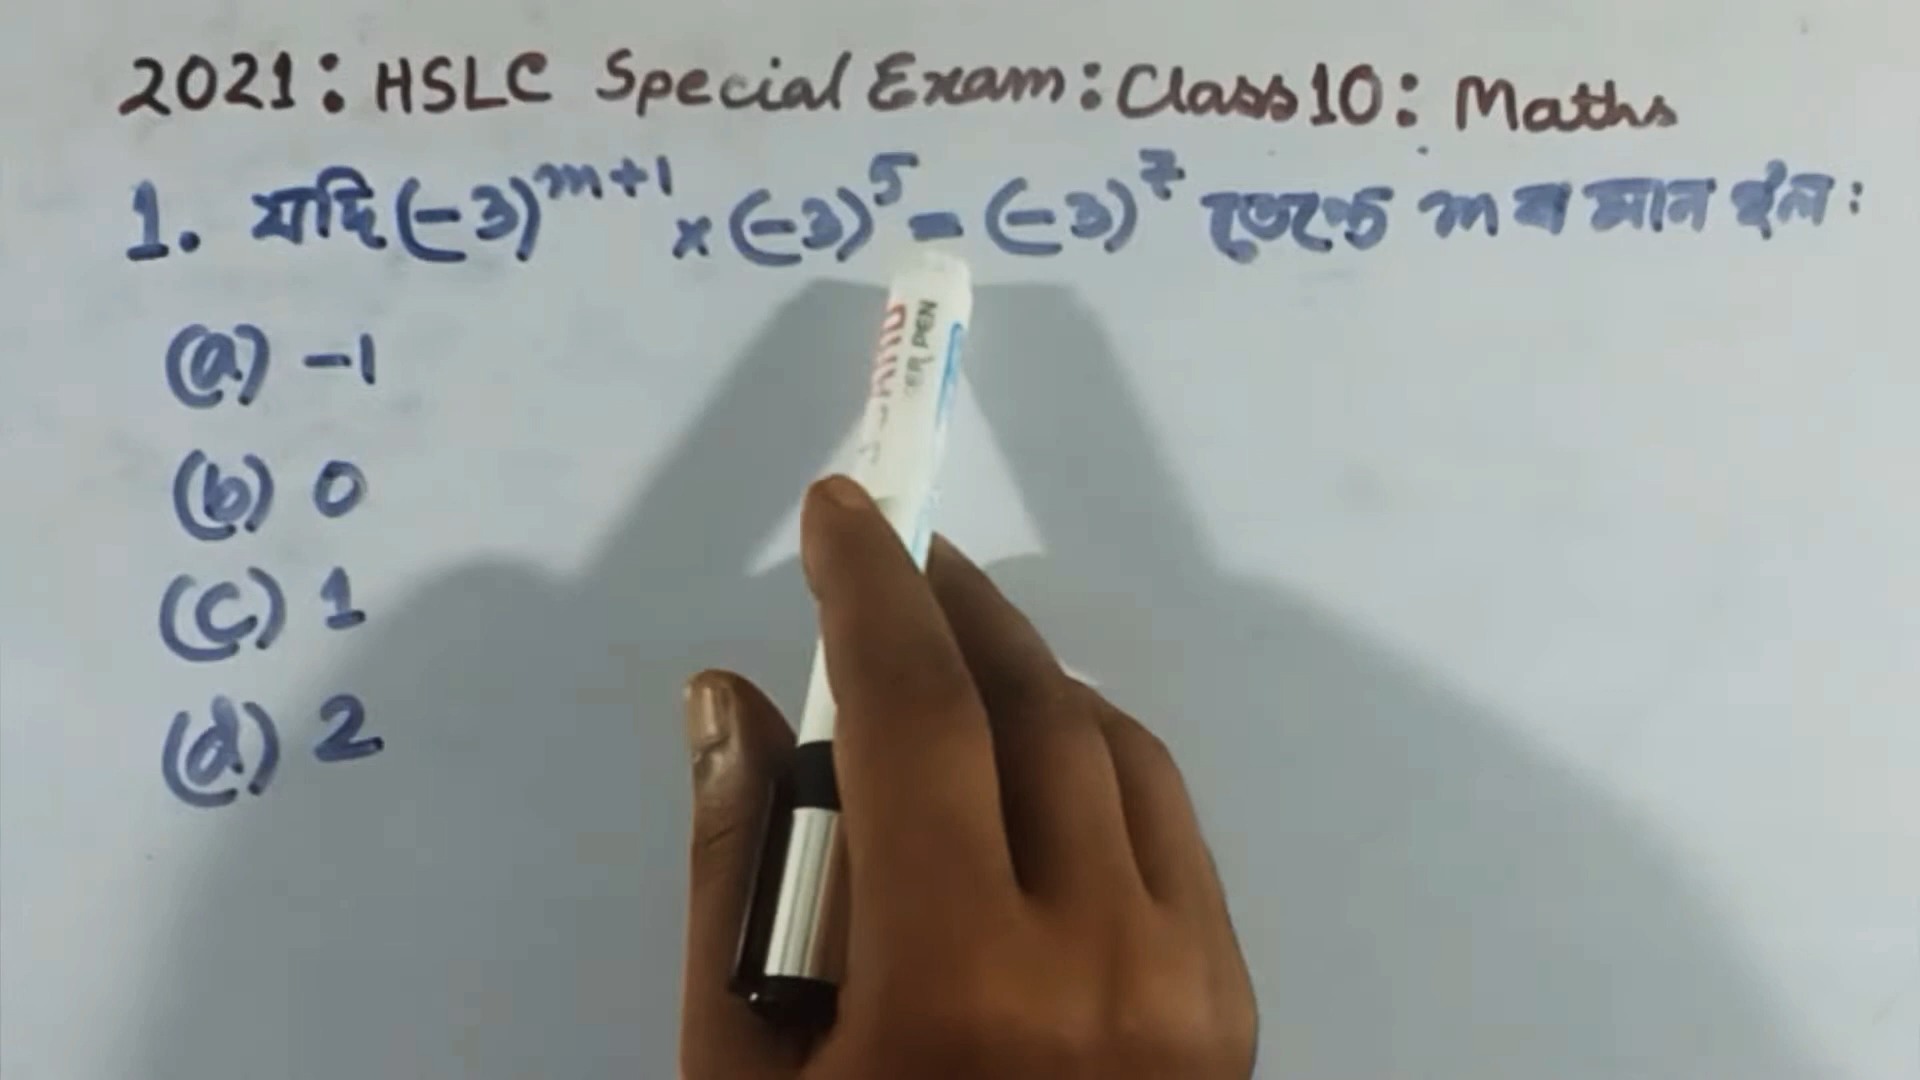 2021: HSLC Special Exam: Class 10: Maths
1. যদি (-3)^m+1 × (-3)^5 = (-3)^7 তেন্তে m ৰ মান হ'ল:
(a) -1
(b) 0
(c) 1
(d) 2
PEN